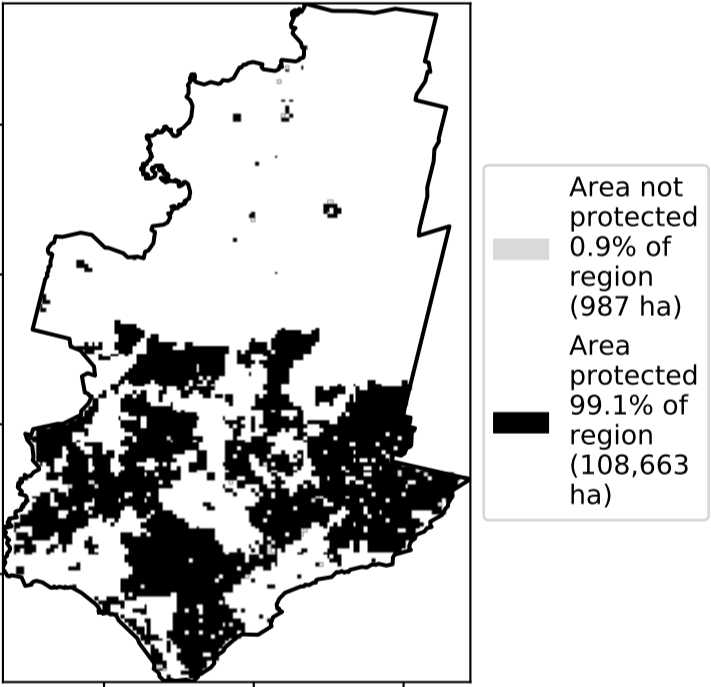 Area not
protected
0.9% of
region
(987 ha)
Area
protected
99.1% of
region
(108,663
ha)